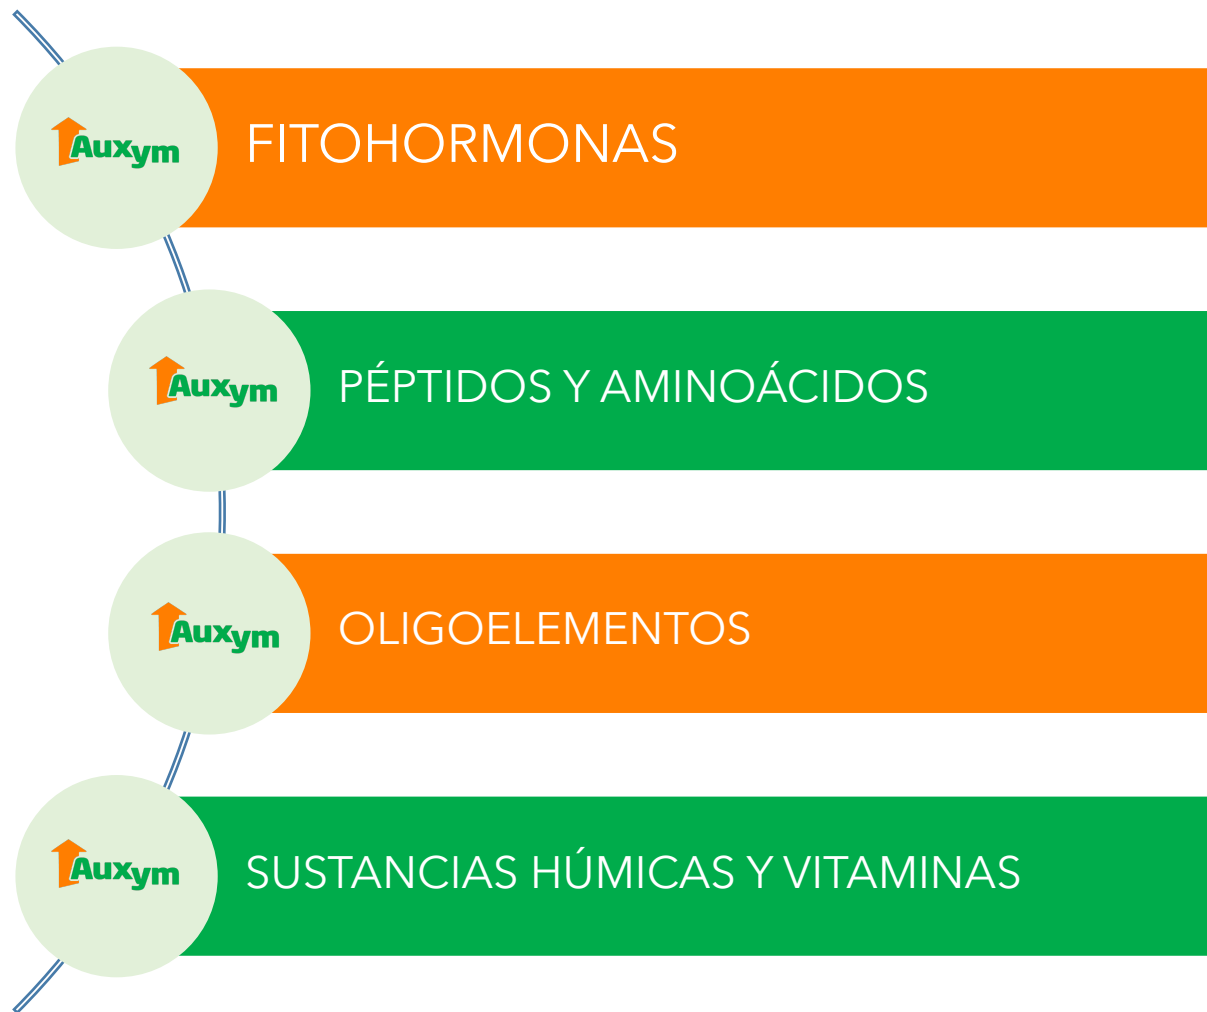 Auxym
FITOHORMONAS
Auxym
PÉPTIDOS Y AMINOÁCIDOS
Auxym
OLIGOELEMENTOS
Auxym
SUSTANCIAS HÚMICAS Y VITAMINAS